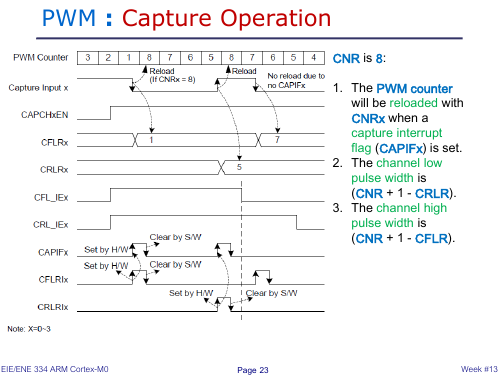 PWM : Capture Operation
PWM Counter 3 2 1 8 7 6 5 8 7 6 5 4
Reload
(If CNRx = 8)
Reload
No reload due to
no CAPIFx
Capture Input x
CAPCHxEN
CFLRx 1 7
CRLRx 5
CFL_IEx
CRL_IEx
CAPIFx Set by H/W Clear by S/W
CFLRIx Set by H/W Clear by S/W
CRLRIx Set by H/W Clear by S/W
Note: X=0~3
CNR is 8:
1. The PWM counter
will be reloaded with
CNRx when a
capture interrupt
flag (CAPIFx) is set.
2. The channel low
pulse width is
(CNR + 1 - CRLR).
3. The channel high
pulse width is
(CNR + 1 - CFLR).
EIE/ENE 334 ARM Cortex-M0
Page 23
Week #13